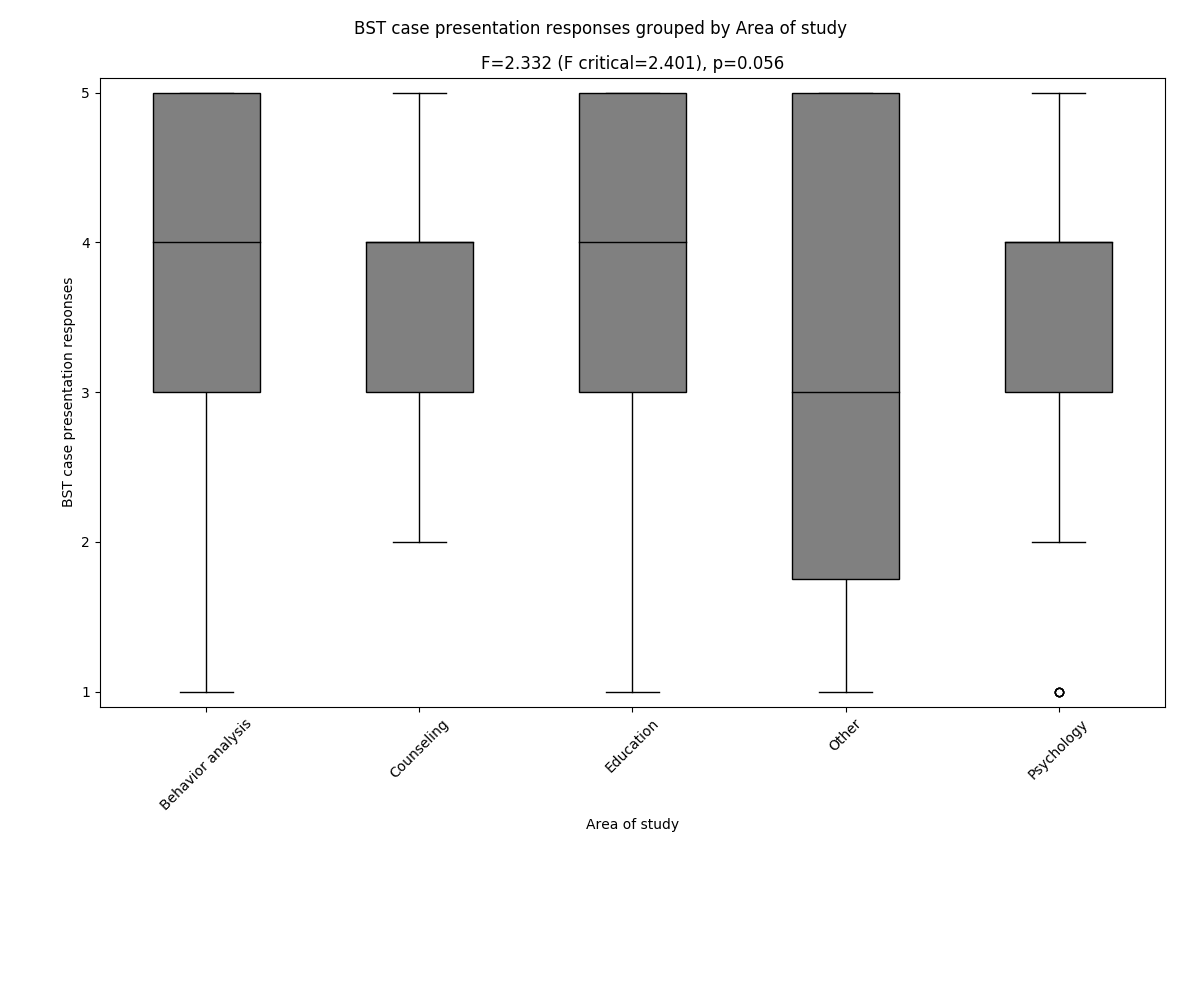 BST case presentation responses grouped by Area of study
F=2.332 (F critical=2.401), p=0.056
5
4
3
2
1
BST case presentation responses
Behavior analysis
Counseling
Education
Other
Psychology
Area of study